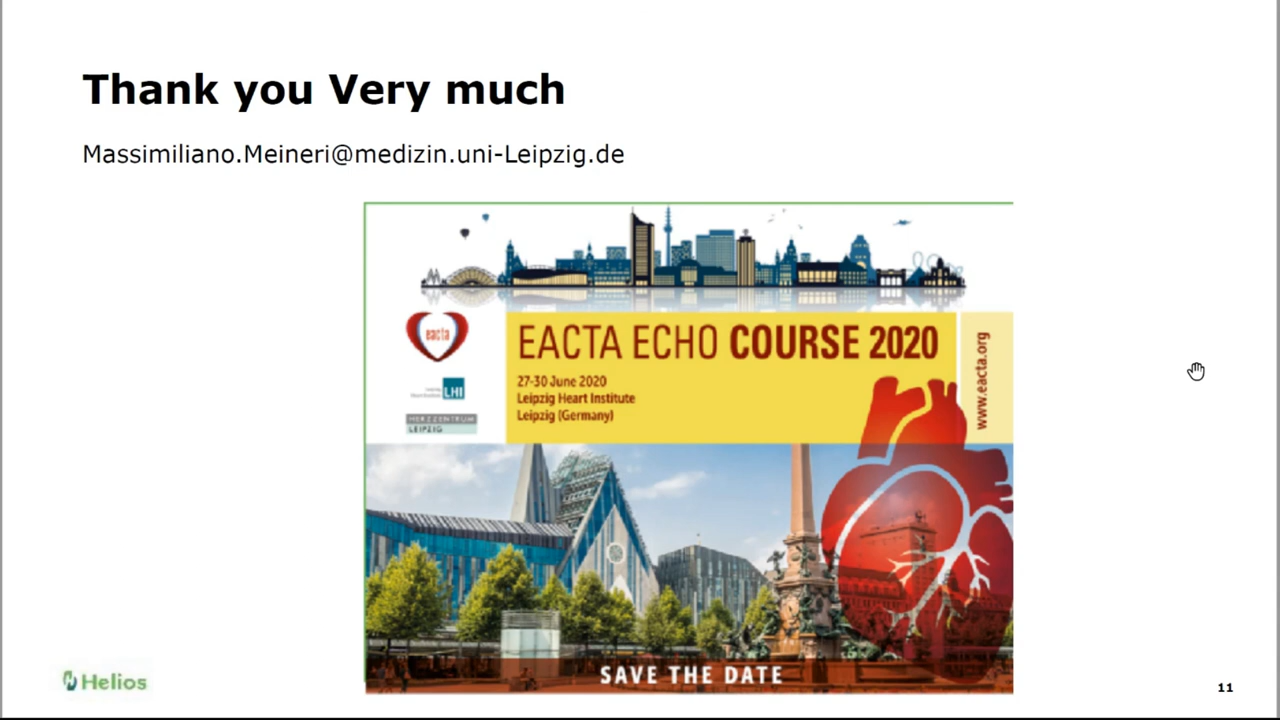 Thank you Very much
Massimiliano.Meineri@medizin.uni-Leipzig.de
eacta
EACTA ECHO COURSE 2020
27-30 June 2020
Leipzig Heart Institute
Leipzig (Germany)
www.eacta.org
LHI
HERZZENTRUM
LEIPZIG
SAVE THE DATE
Helios
11